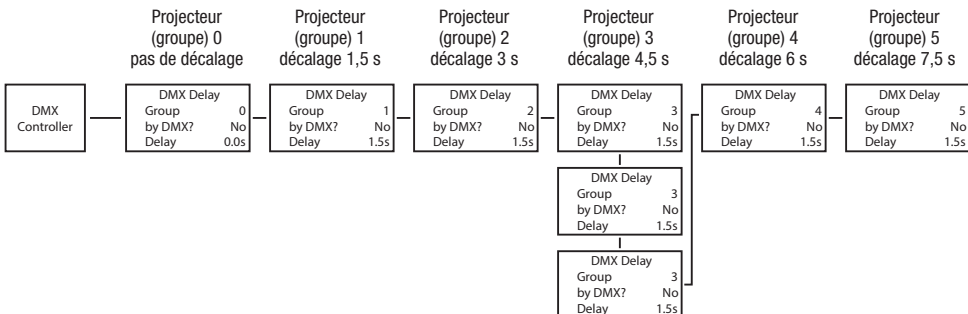 Projecteur
(groupe) 0
pas de décalage
Projecteur
(groupe) 1
décalage 1,5 s
Projecteur
(groupe) 2
décalage 3 s
Projecteur
(groupe) 3
décalage 4,5 s
Projecteur
(groupe) 4
décalage 6 s
Projecteur
(groupe) 5
décalage 7,5 s
DMX
Controller
DMX Delay
Group 0
by DMX? No
Delay 0.0s
DMX Delay
Group 1
by DMX? No
Delay 1.5s
DMX Delay
Group 2
by DMX? No
Delay 1.5s
DMX Delay
Group 3
by DMX? No
Delay 1.5s
DMX Delay
Group 4
by DMX? No
Delay 1.5s
DMX Delay
Group 5
by DMX? No
Delay 1.5s
DMX Delay
Group 3
by DMX? No
Delay 1.5s
DMX Delay
Group 3
by DMX? No
Delay 1.5s